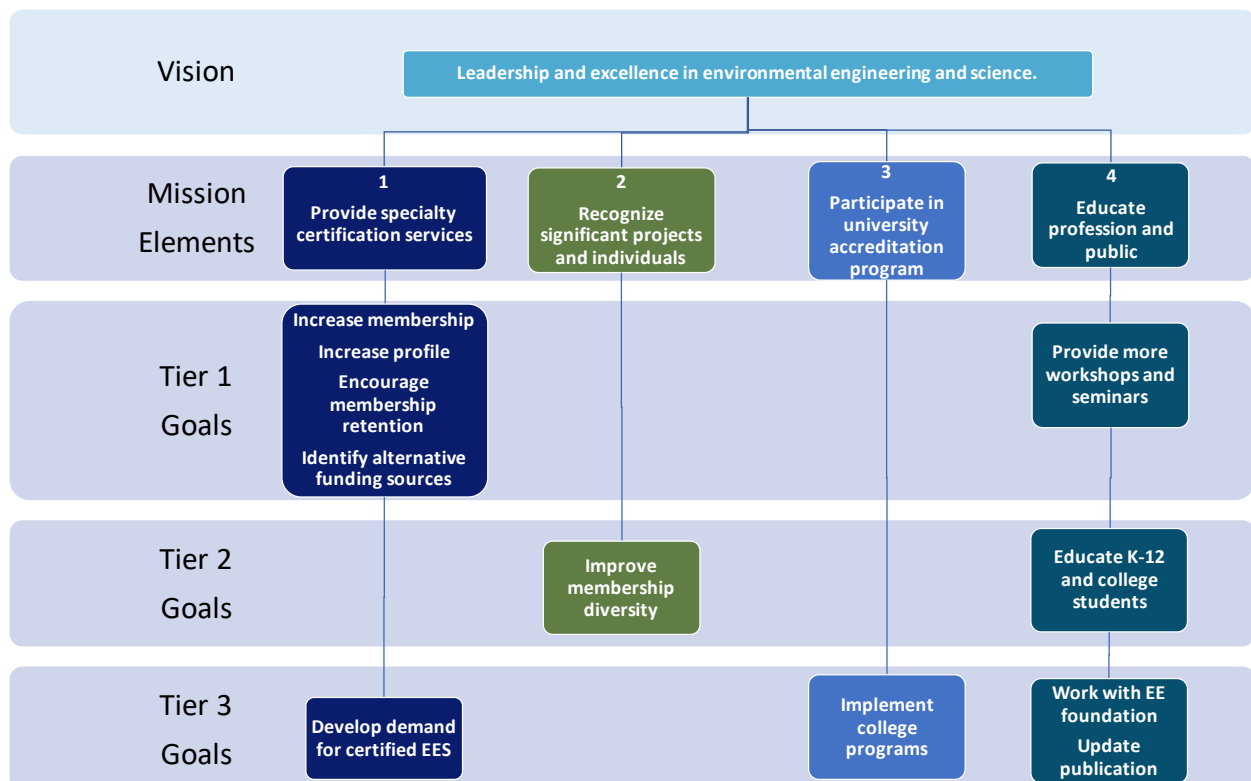 Vision
Leadership and excellence in environmental engineering and science.
Mission
Elements
1
Provide specialty
certification services
2
Recognize
significant projects
and individuals
3
Participate in
university
accreditation
program
4
Educate
profession and
public
Tier 1
Goals
Increase membership
Increase profile
Encourage
membership
retention
Identify alternative
funding sources
Provide more
workshops and
seminars
Tier 2
Goals
Improve
membership
diversity
Educate K-12
and college
students
Tier 3
Goals
Develop demand
for certified EES
Implement
college
programs
Work with EE
foundation
Update
publication